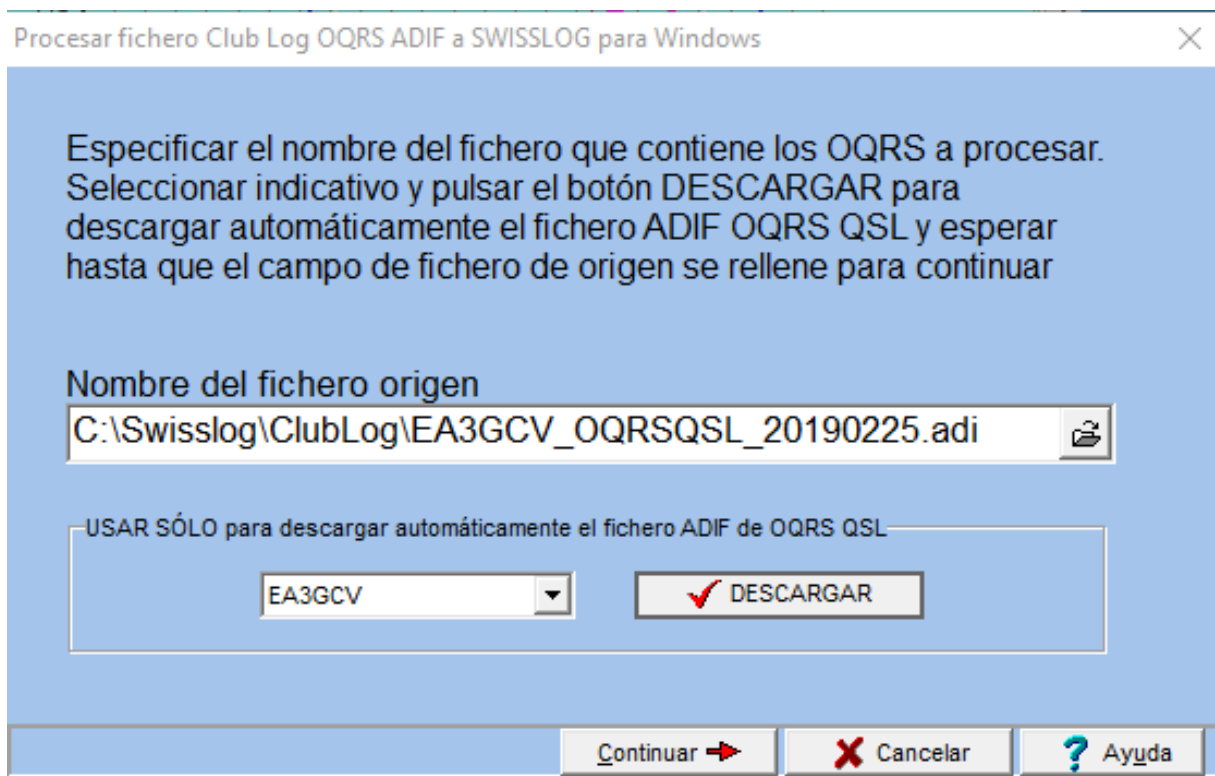 Procesar fichero Club Log OQRS ADIF a SWISSLOG para Windows
Especificar el nombre del fichero que contiene los OQRS a procesar.
Seleccionar indicativo y pulsar el botón DESCARGAR para
descargar automáticamente el fichero ADIF OQRS QSL y esperar
hasta que el campo de fichero de origen se rellene para continuar
Nombre del fichero origen
C:\Swisslog\ClubLog\EA3GCV_OQRSQSL_20190225.adi
USAR SÓLO para descargar automáticamente el fichero ADIF de OQRS QSL
EA3GCV
DESCARGAR
Continuar
Cancelar
Ayuda